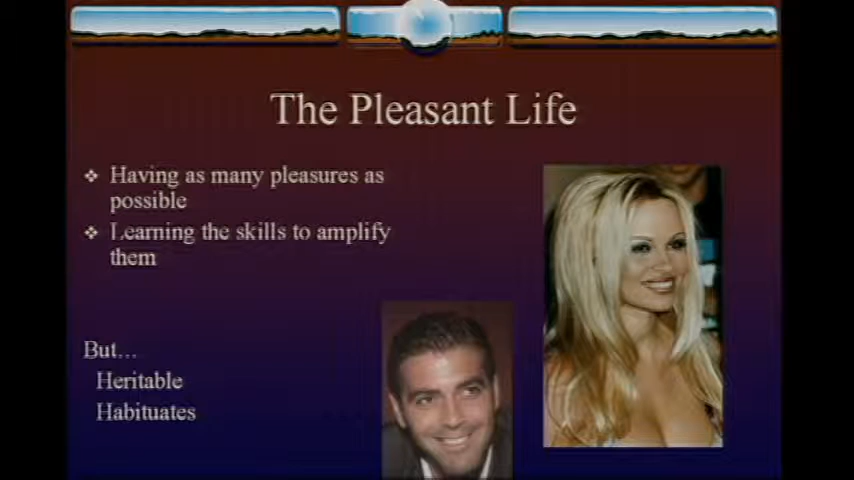 The Pleasant Life
❖ Having as many pleasures as
possible
❖ Learning the skills to amplify
them
But...
Heritable
Habituates